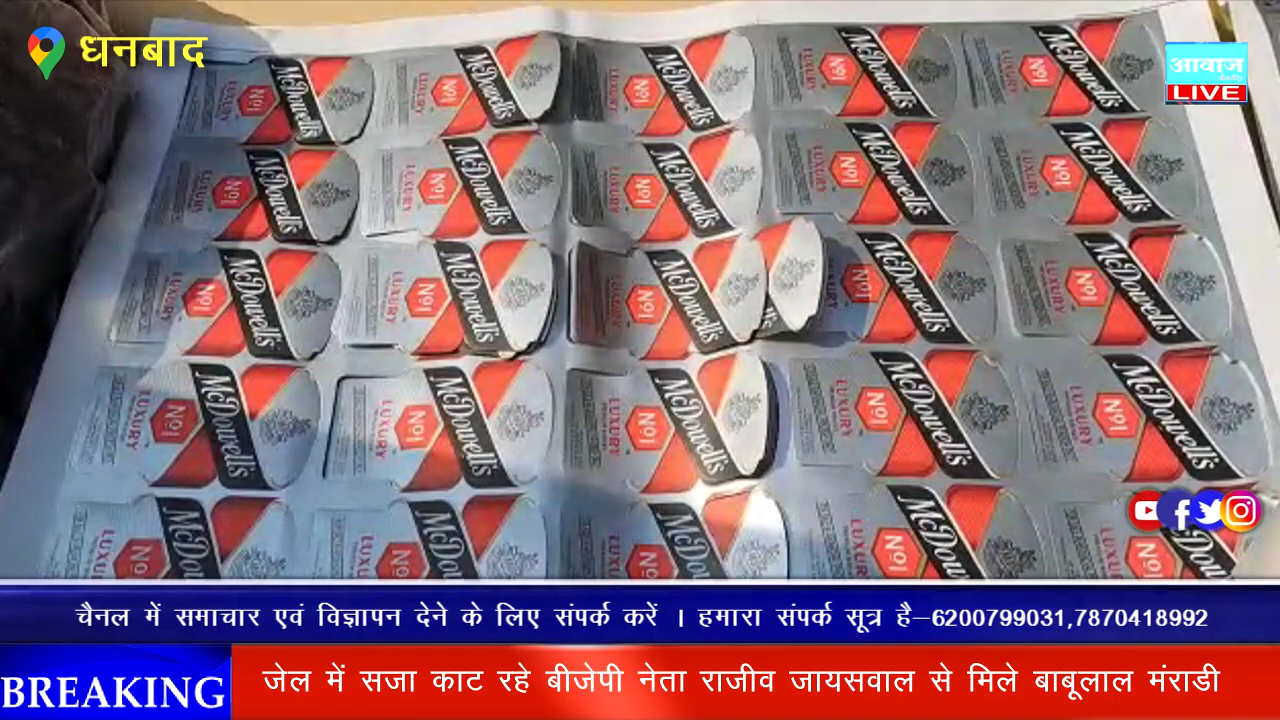 धनबाद
आवाज
LIVE
McDowell's
No1
LUXURY
चैनल में समाचार एवं विज्ञापन देने के लिए संपर्क करें । हमारा संपर्क सूत्र है–6200799031,7870418992
BREAKING
जेल में सजा काट रहे बीजेपी नेता राजीव जायसवाल से मिले बाबूलाल मंराडी